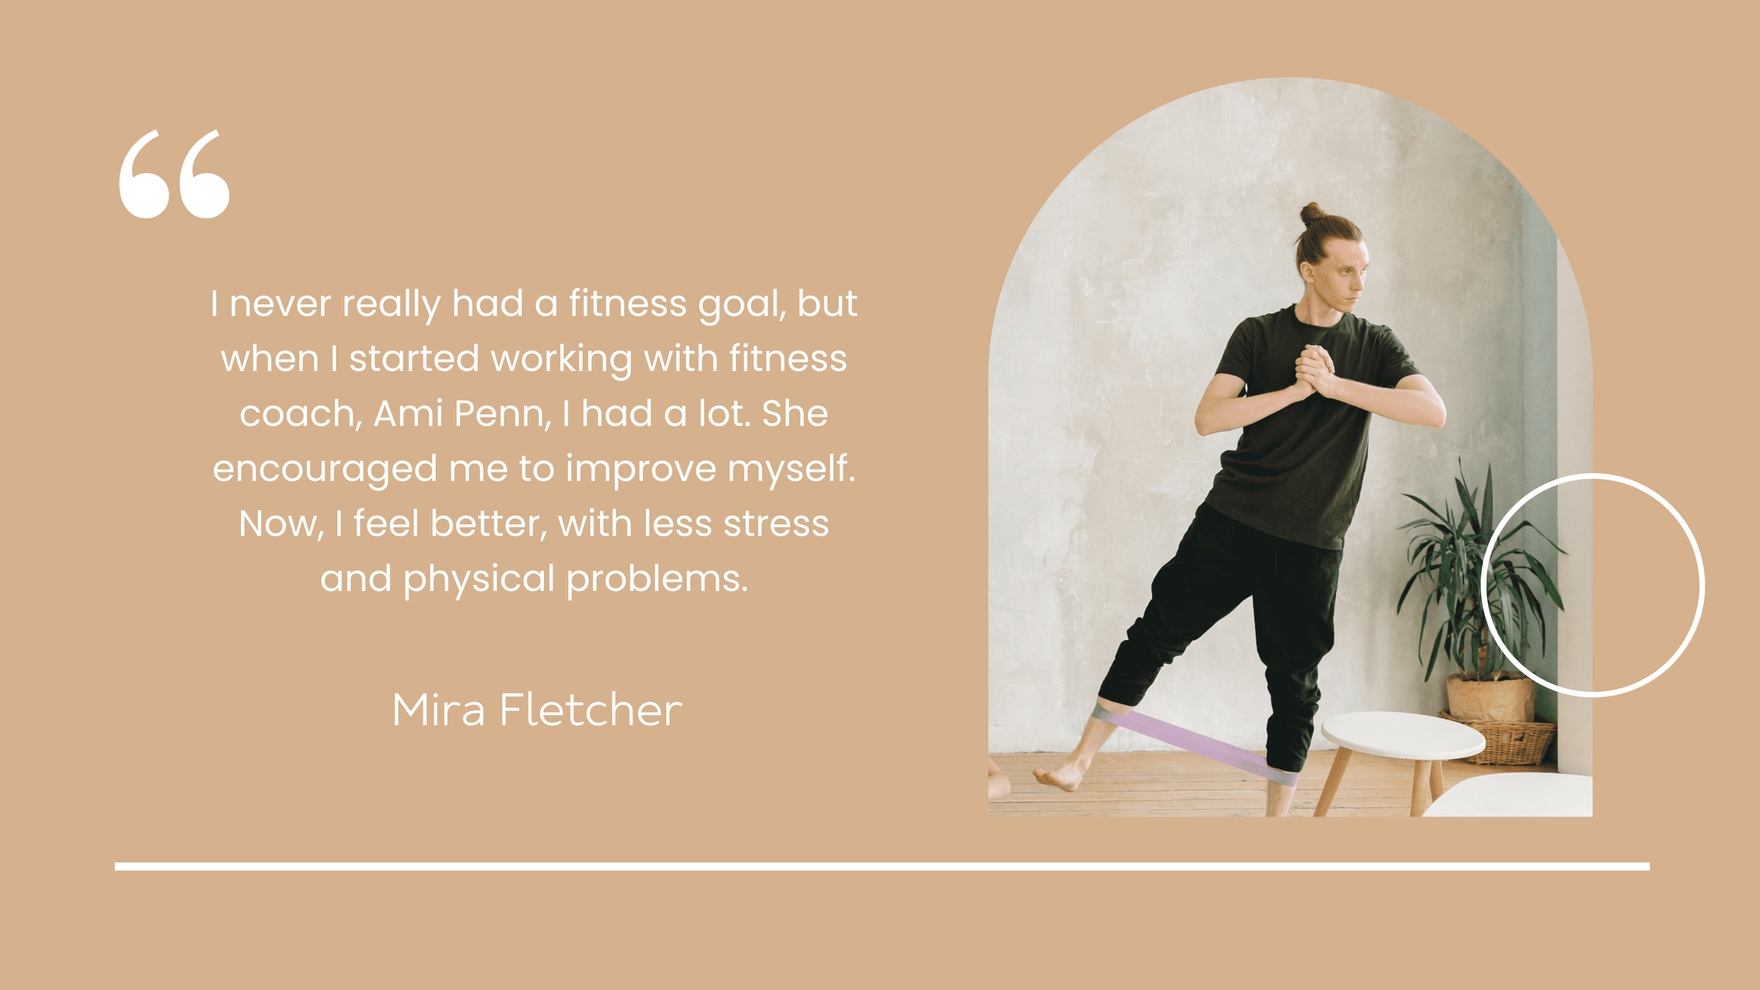 “
I never really had a fitness goal, but
when I started working with fitness
coach, Ami Penn, I had a lot. She
encouraged me to improve myself.
Now, I feel better, with less stress
and physical problems.
Mira Fletcher